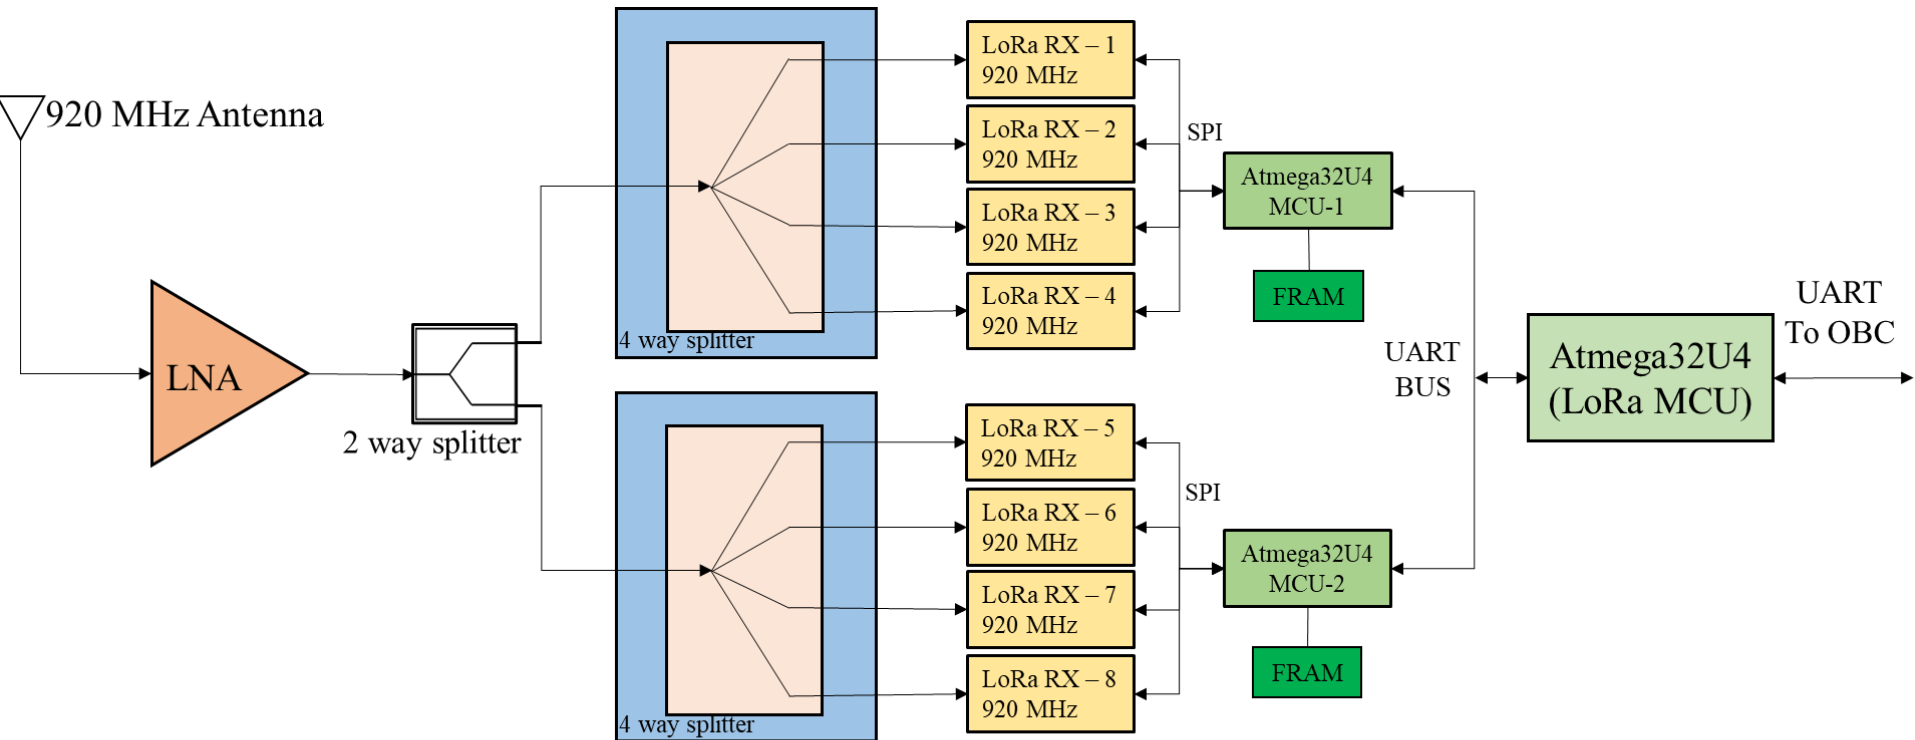 920 MHz Antenna
LNA
2 way splitter
4 way splitter
LoRa RX – 1
920 MHz
LoRa RX – 2
920 MHz
LoRa RX – 3
920 MHz
LoRa RX – 4
920 MHz
SPI
Atmega32U4
MCU-1
FRAM
4 way splitter
LoRa RX – 5
920 MHz
LoRa RX – 6
920 MHz
LoRa RX – 7
920 MHz
LoRa RX – 8
920 MHz
SPI
Atmega32U4
MCU-2
FRAM
UART
BUS
Atmega32U4
(LoRa MCU)
UART
To OBC